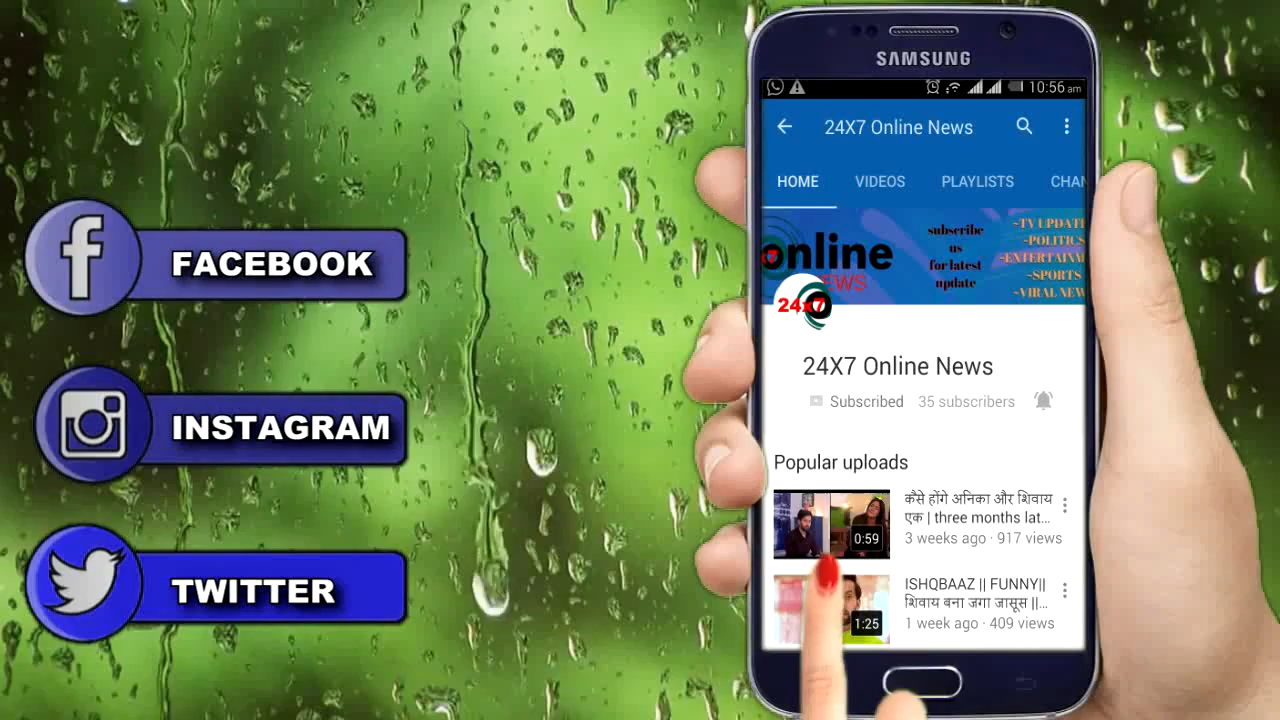 FACEBOOK
INSTAGRAM
TWITTER
SAMSUNG
10:56 am
24X7 Online News
HOME VIDEOS PLAYLISTS CHAN
online
NEWS
24x7
subscribe
us
for latest
update
~TV UPDATE
~POLITICS
~ENTERTAINM
~SPORTS
~VIRAL NEW
24X7 Online News
Subscribed 35 subscribers
Popular uploads
0:59
कैसे होंगे अनिका और शिवाय
एक | three months lat...
3 weeks ago · 917 views
1:25
ISHQBAAZ || FUNNY||
शिवाय बना जगा जासूस ||...
1 week ago · 409 views